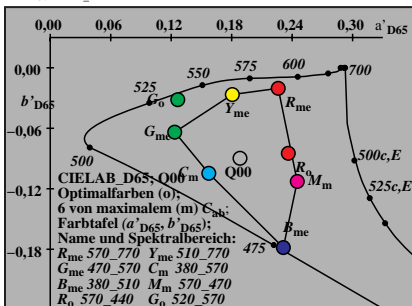 0,00 0,06 0,12 0,18 0,24 0,30 a’D65
0,00
b’D65
–0,06
–0,12
–0,18
525
550
575
600
700
500
475
500c,E
525c,E
Go
Yme
Rme
Gme
Cm
Q00
Ro
Mm
Bme
CIELAB_D65; Q00
Optimalfarben (o);
6 von maximalem (m) Cab;
Farbtafel (a’D65, b’D65);
Name und Spektralbereich:
Rme 570_770 Yme 510_770
Gme 470_570 Cm 380_570
Bme 380_510 Mm 570_470
Ro 570_440 Go 520_570